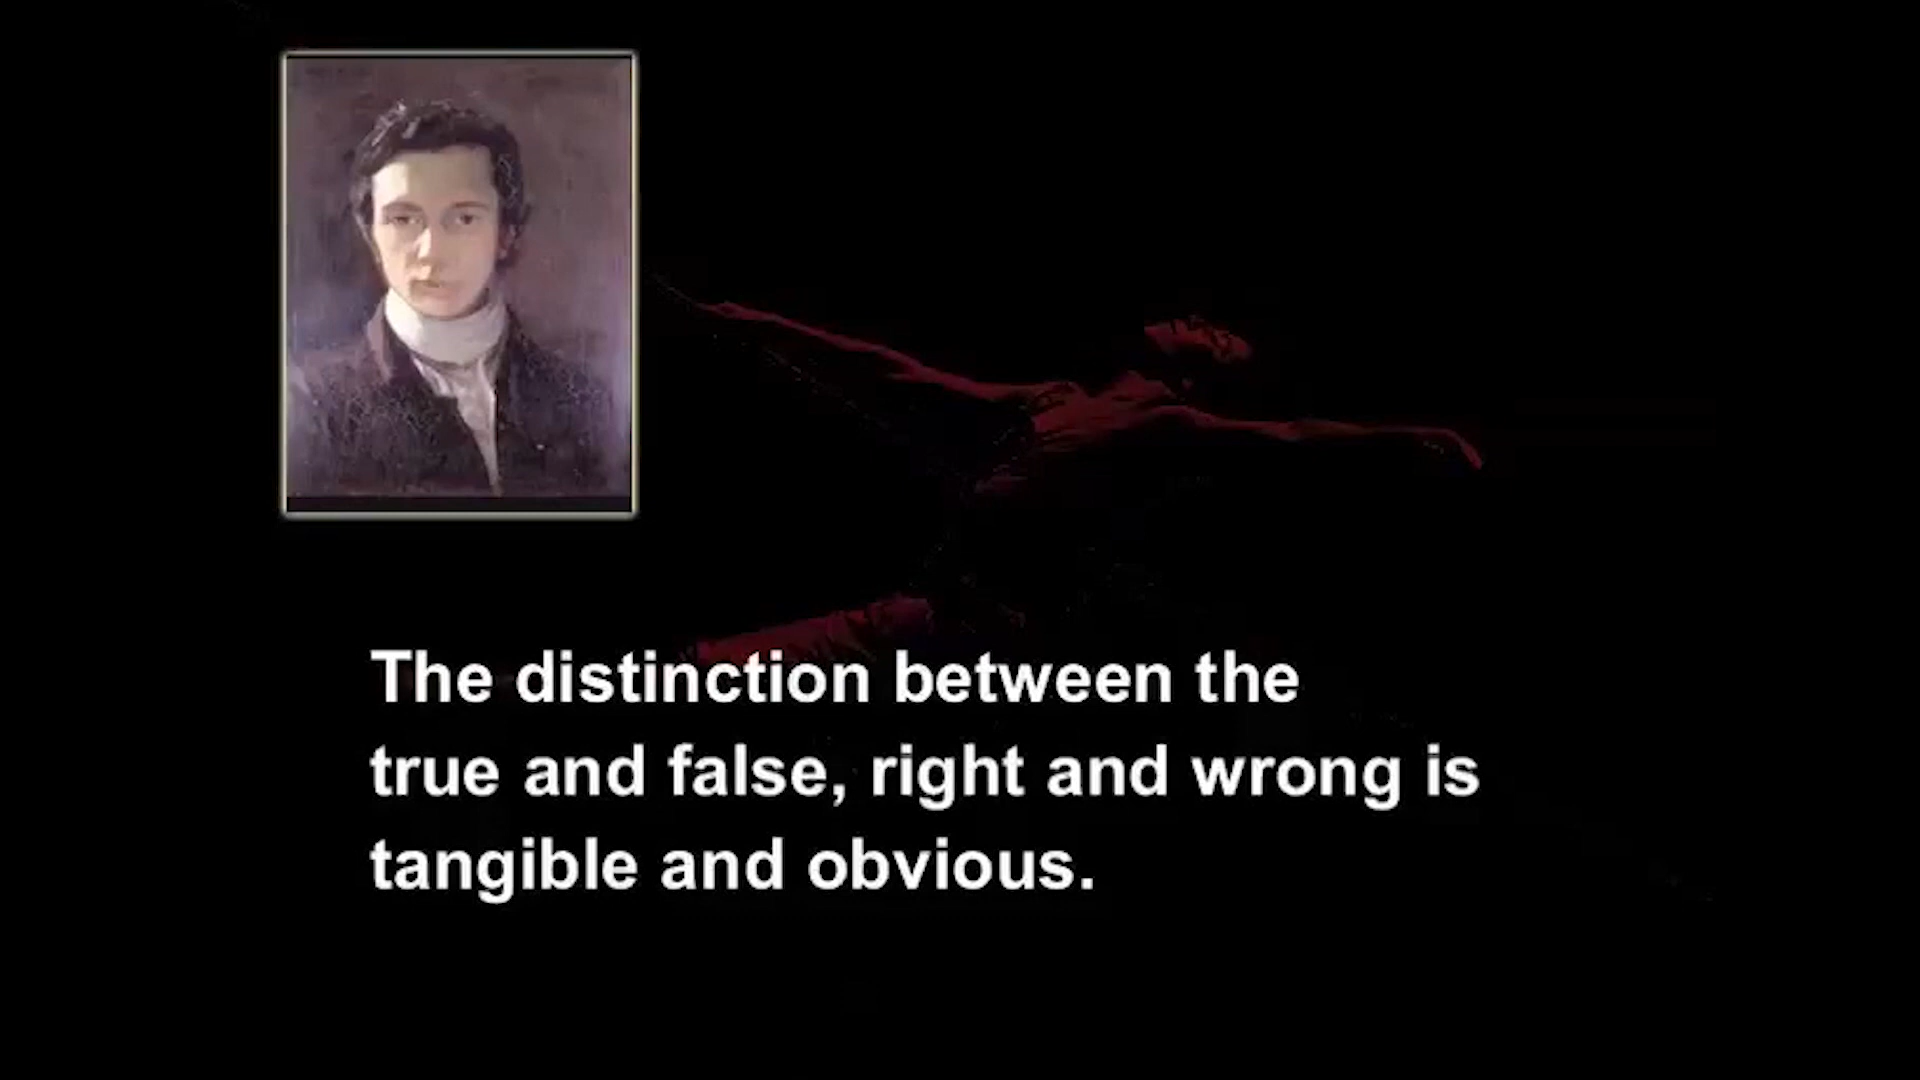 The distinction between the
true and false, right and wrong is
tangible and obvious.